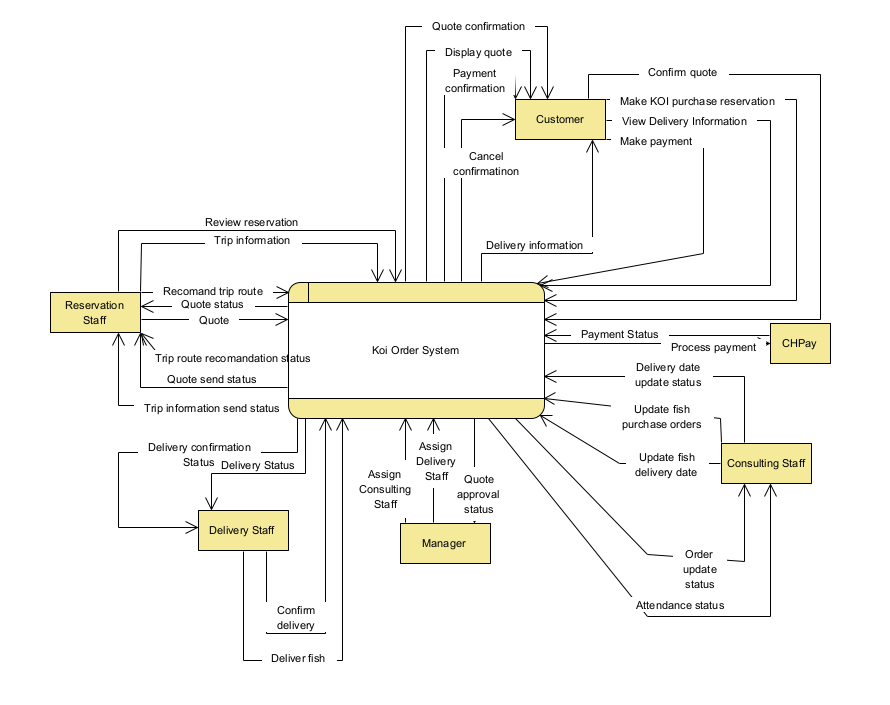 Quote confirmation
Display quote
Payment
confirmation
Confirm quote
Make KOI purchase reservation
Customer
View Delivery Information
Make payment
Cancel
confirmatinon
Review reservation
Trip information
Delivery information
Recomand trip route
Reservation
Staff
Quote status
Quote
Koi Order System
Payment Status
Process payment
CHPay
Trip route recomandation status
Quote send status
Trip information send status
Delivery date
update status
Update fish
purchase orders
Update fish
delivery date
Consulting Staff
Delivery confirmation
Status
Delivery Status
Assign
Consulting
Staff
Assign
Delivery
Staff
Quote
approval
status
Delivery Staff
Manager
Order
update
status
Attendance status
Confirm
delivery
Deliver fish